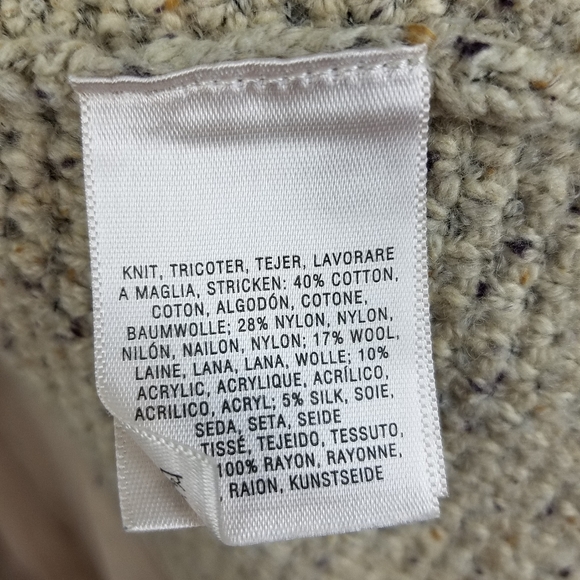 KNIT, TRICOTER, TEJER, LAVORARE
A MAGLIA, STRICKEN: 40% COTTON,
COTON, ALGODÓN, COTONE,
BAUMWOLLE; 28% NYLON, NYLON,
NILÓN, NAILON, NYLON; 17% WOOL,
LAINE, LANA, LANA, WOLLE; 10%
ACRYLIC, ACRYLIQUE, ACRÍLICO,
ACRILICO, ACRYL; 5% SILK, SOIE,
SEDA, SETA, SEIDE
TISSÉ, TEJEIDO, TESSUTO,
100% RAYON, RAYONNE,
RAION, KUNSTSEIDE